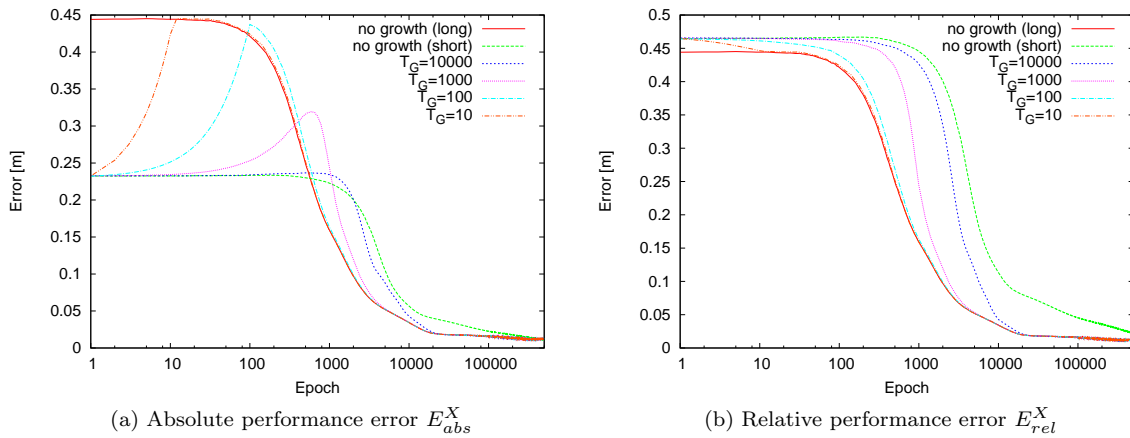 0.45
0.4
0.35
0.3
0.25
0.2
0.15
0.1
0.05
0
Error [m]
1 10 100 1000 10000 100000
Epoch
no growth (long)
no growth (short)
T_G=10000
T_G=1000
T_G=100
T_G=10
(a) Absolute performance error E^X_abs
0.5
0.45
0.4
0.35
0.3
0.25
0.2
0.15
0.1
0.05
0
Error [m]
1 10 100 1000 10000 100000
Epoch
no growth (long)
no growth (short)
T_G=10000
T_G=1000
T_G=100
T_G=10
(b) Relative performance error E^X_rel